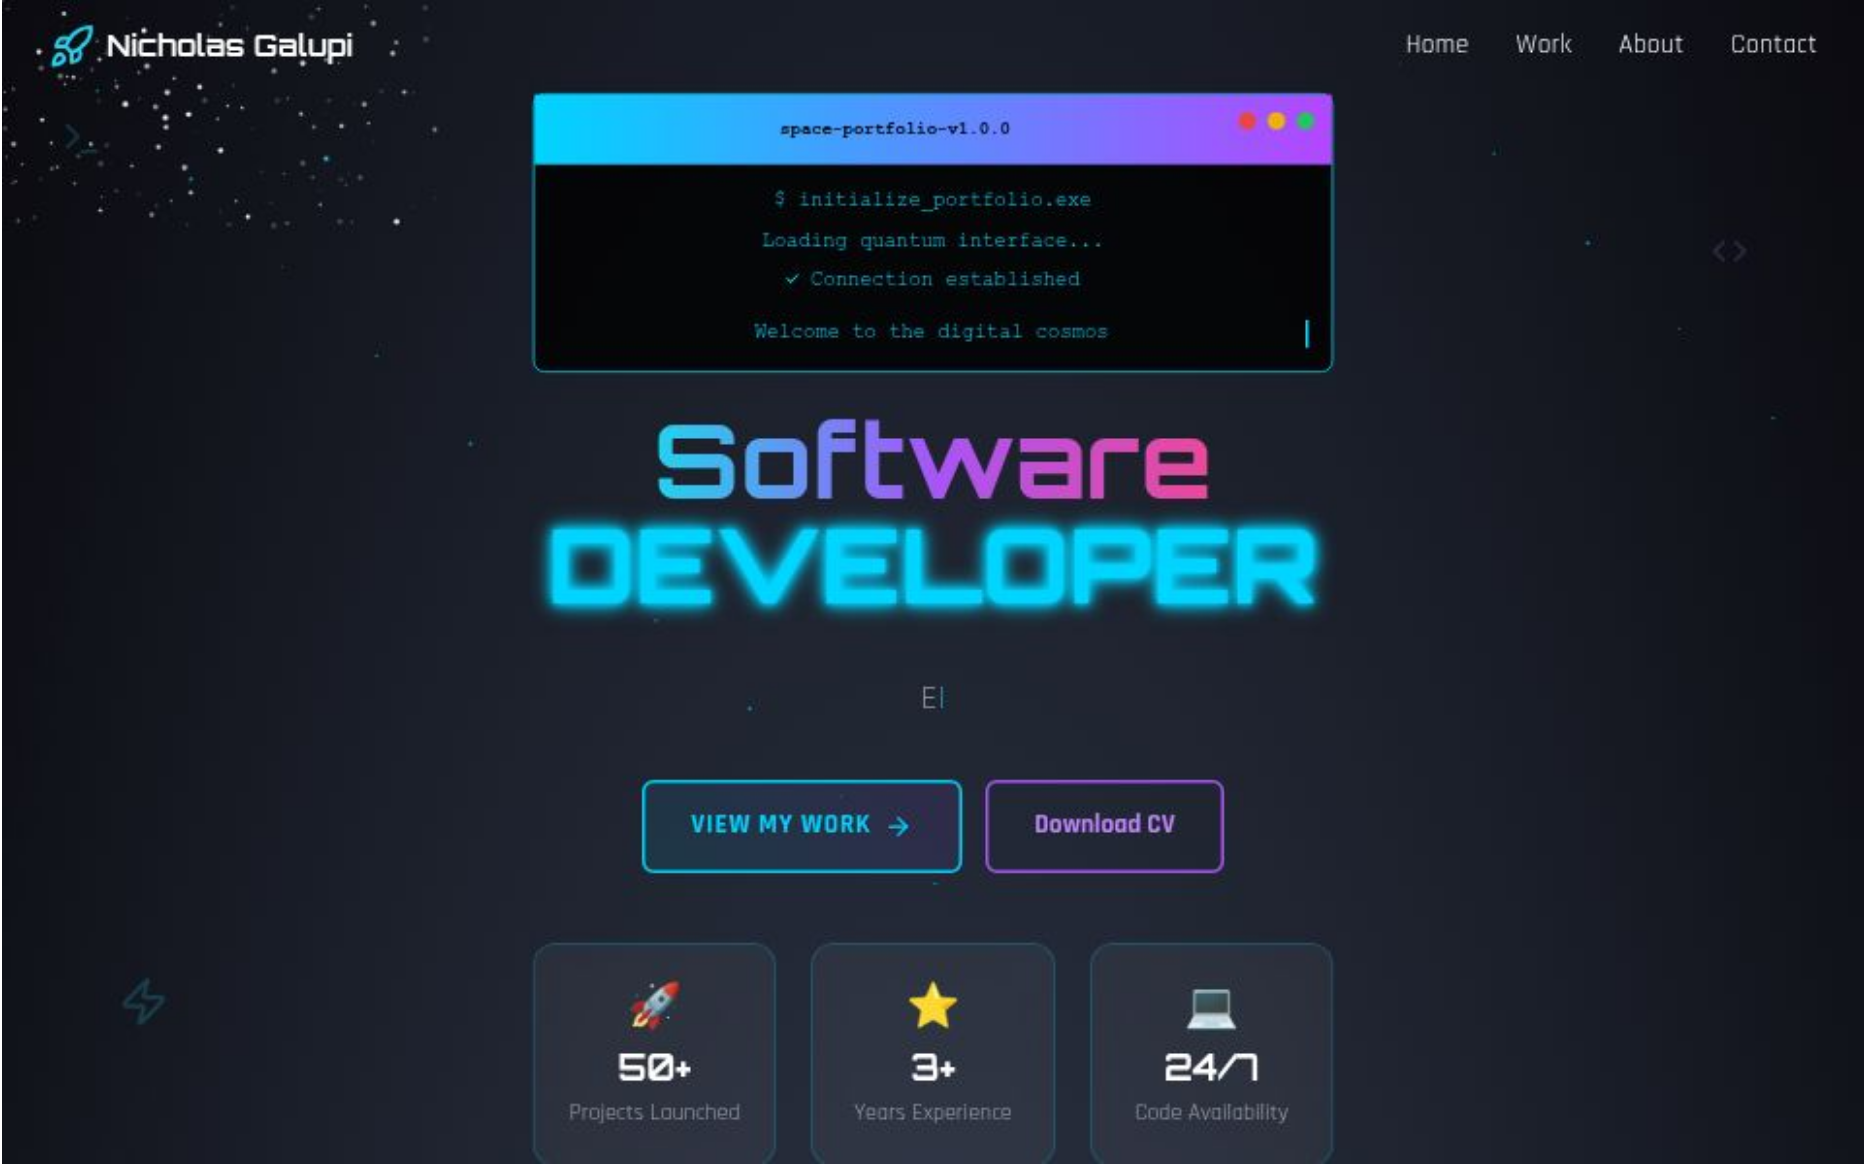 Nicholas Galupi
Home Work About Contact
space-portfolio-v1.0.0
$ initialize_portfolio.exe
Loading quantum interface...
✓ Connection established
Welcome to the digital cosmos
Software
DEVELOPER
El
VIEW MY WORK →
Download CV
50+
Projects Launched
3+
Years Experience
24/7
Code Availability